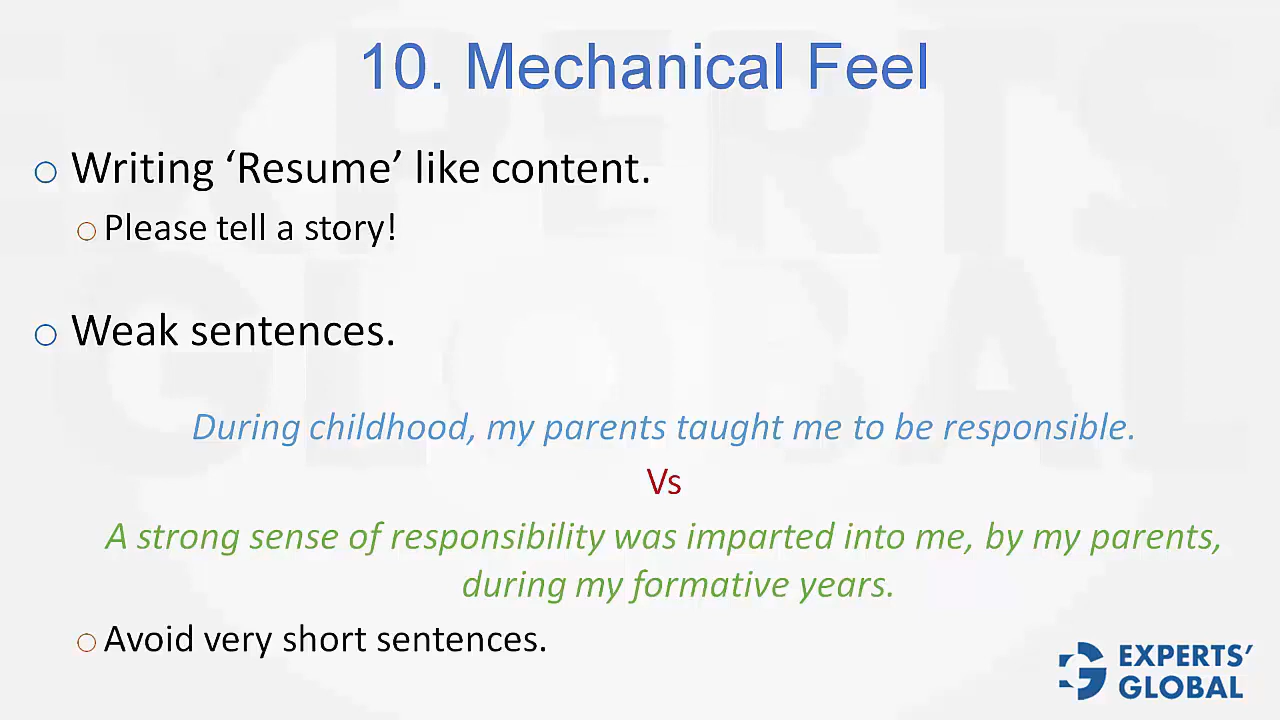 10. Mechanical Feel
o Writing ‘Resume’ like content.
o Please tell a story!
o Weak sentences.
During childhood, my parents taught me to be responsible.
Vs
A strong sense of responsibility was imparted into me, by my parents,
during my formative years.
o Avoid very short sentences.
EXPERTS’
GLOBAL